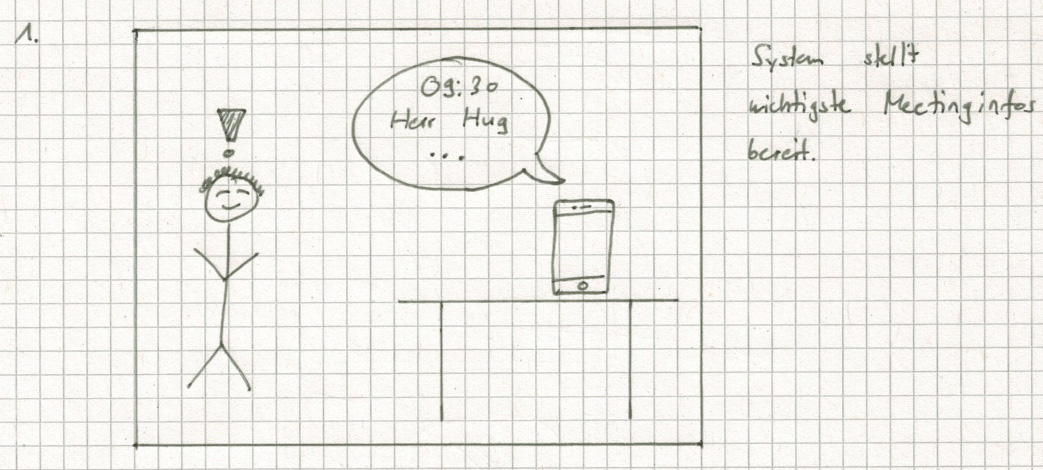 1.
09:30
Herr Hug
...
System stellt
wichtigste Meetinginfos
bereit.